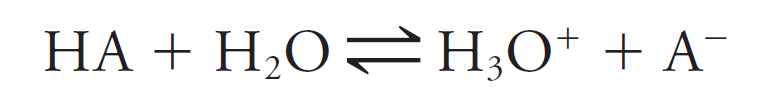 HA + H₂O ⇌ H₃O⁺ + A⁻